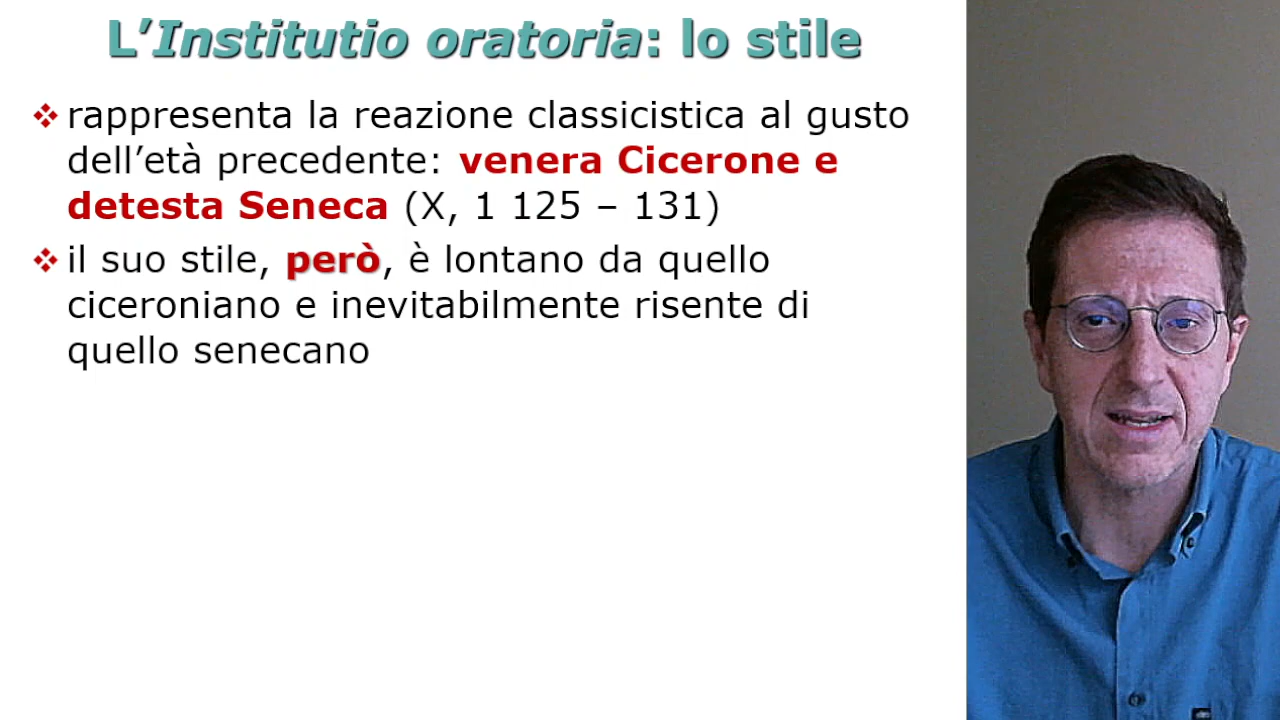 L’Institutio oratoria: lo stile
rappresenta la reazione classicistica al gusto
dell’età precedente: venera Cicerone e
detesta Seneca (X, 1 125 – 131)
il suo stile, però, è lontano da quello
ciceroniano e inevitabilmente risente di
quello senecano